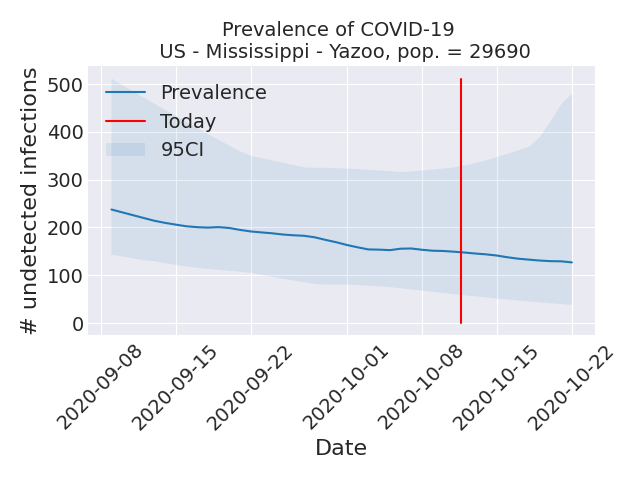 Prevalence of COVID-19
US - Mississippi - Yazoo, pop. = 29690
# undetected infections
500
400
300
200
100
0
Prevalence
Today
95CI
2020-09-08
2020-09-15
2020-09-22
2020-10-01
2020-10-08
2020-10-15
2020-10-22
Date